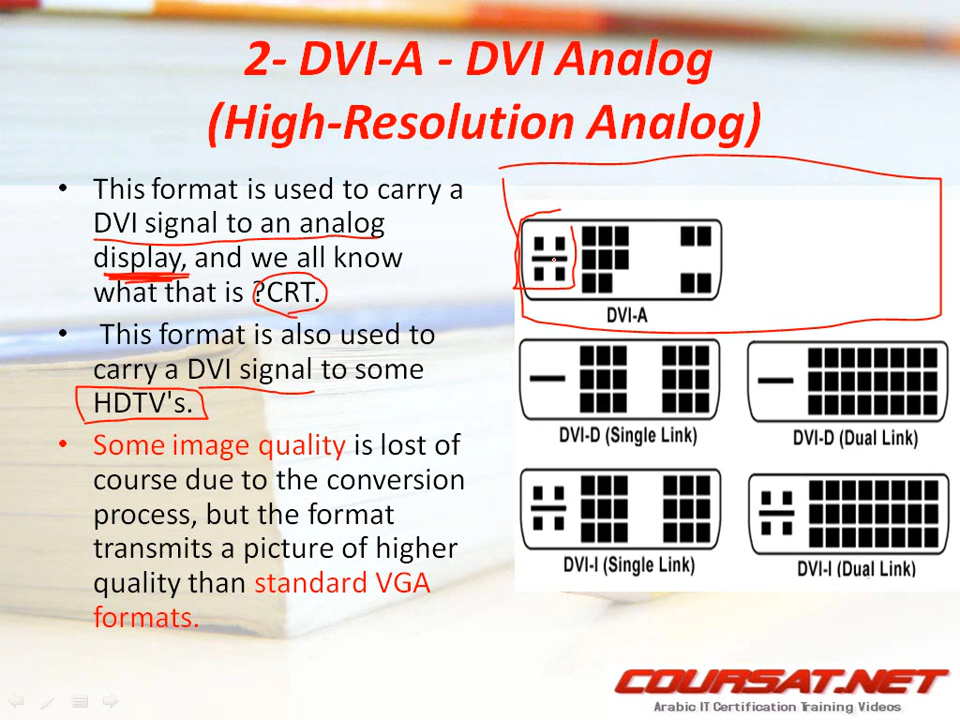 2- DVI-A - DVI Analog
(High-Resolution Analog)
• This format is used to carry a
DVI signal to an analog
display, and we all know
what that is ?CRT.
• This format is also used to
carry a DVI signal to some
HDTV's.
• Some image quality is lost of
course due to the conversion
process, but the format
transmits a picture of higher
quality than standard VGA
formats.
DVI-A
DVI-D (Single Link)
DVI-D (Dual Link)
DVI-I (Single Link)
DVI-I (Dual Link)
COURSAT.NET
Arabic IT Certification Training Videos